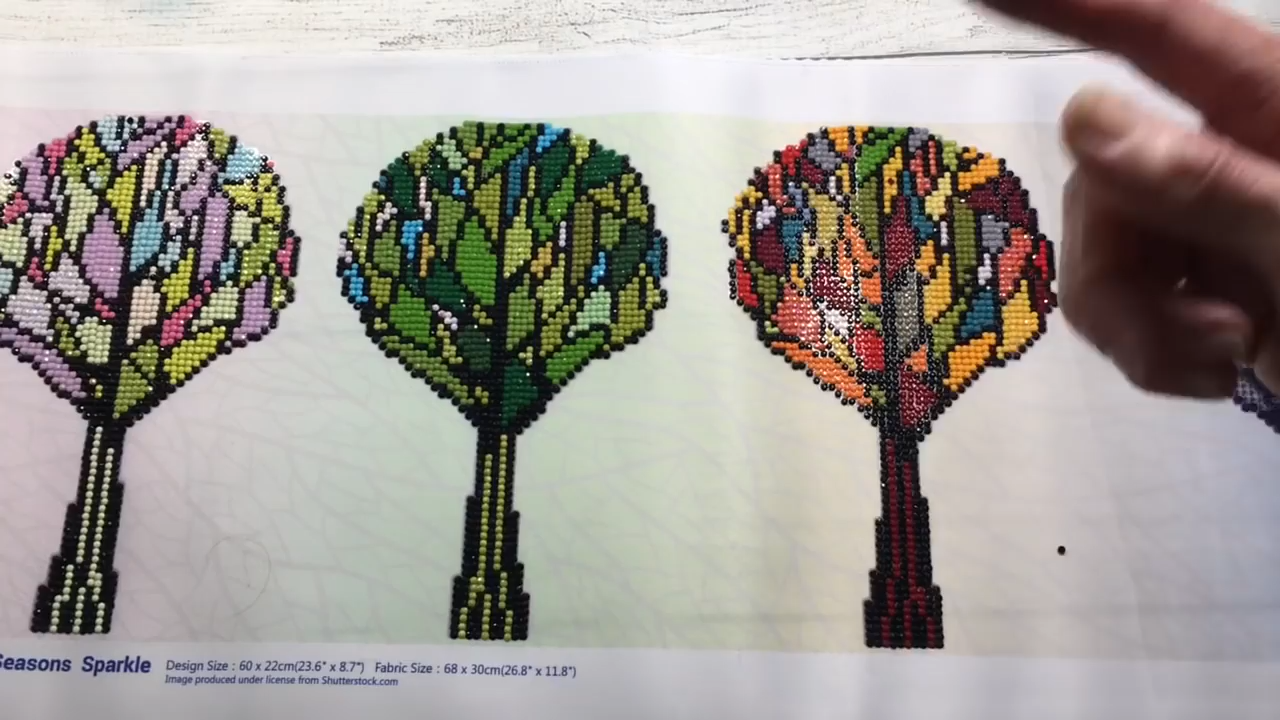 Seasons Sparkle Design Size : 60 x 22cm(23.6" x 8.7") Fabric Size : 68 x 30cm(26.8" x 11.8")
Image produced under license from Shutterstock.com